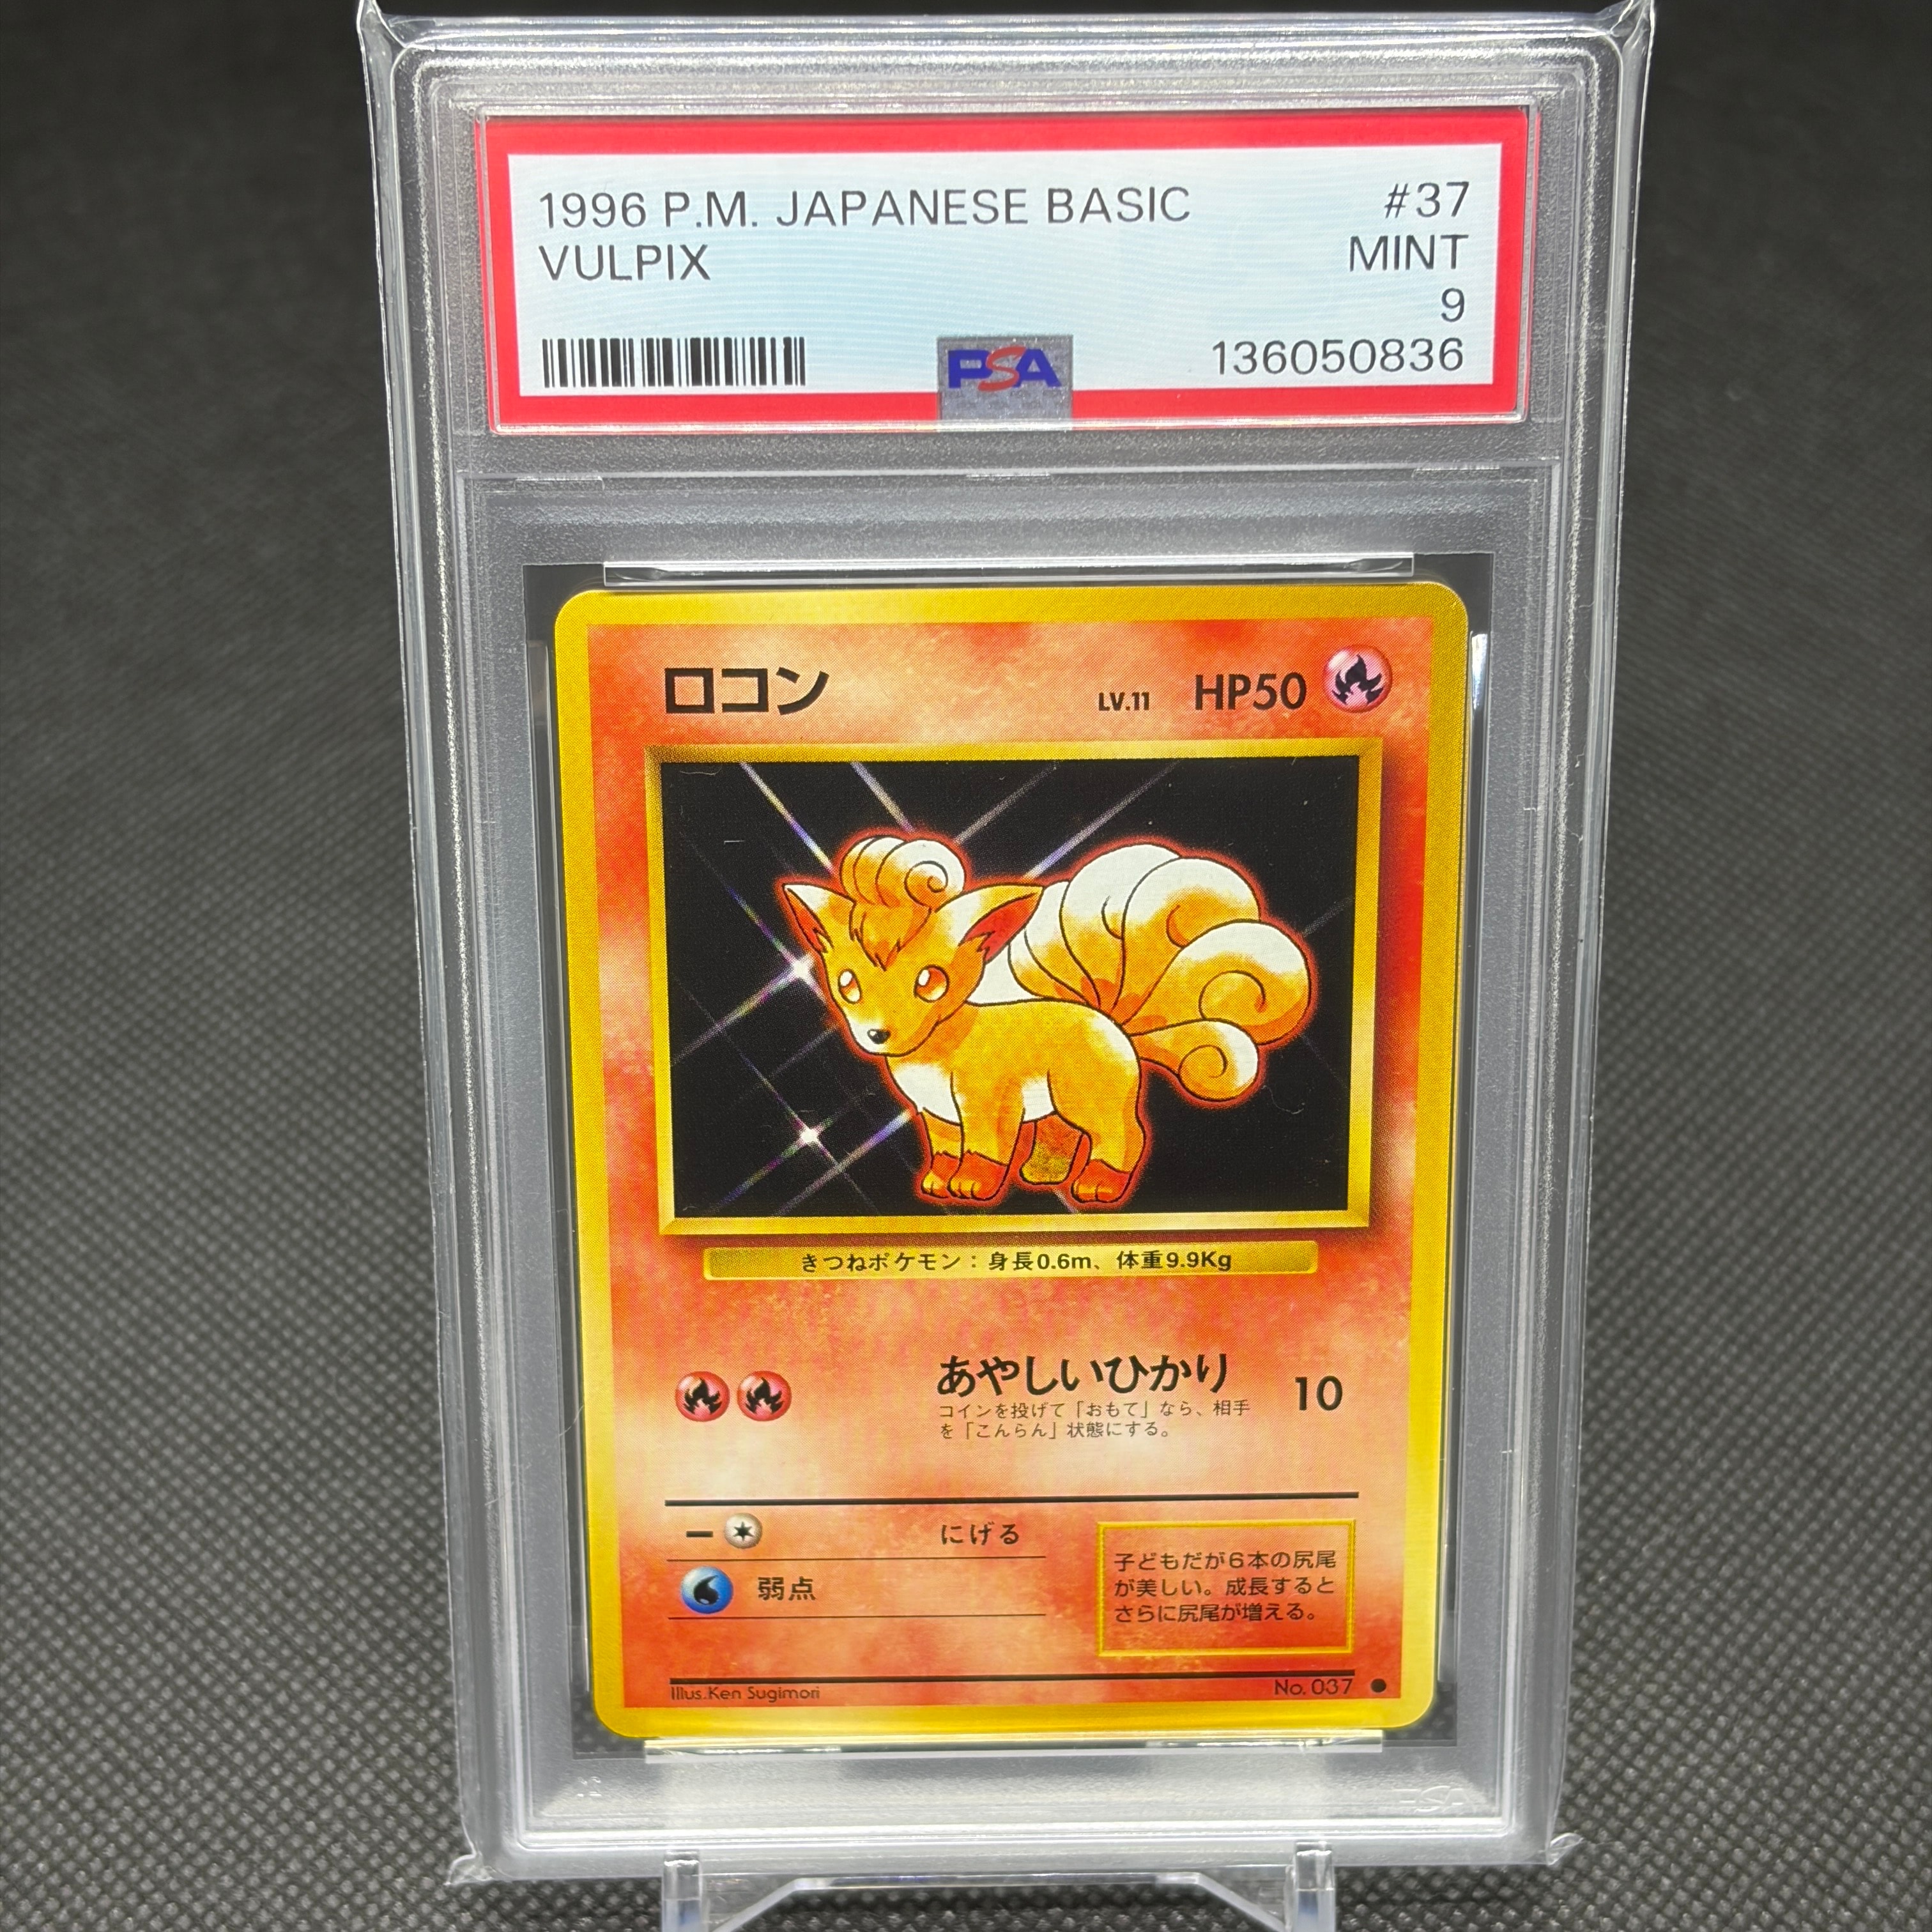 1996 P.M. JAPANESE BASIC #37
VULPIX MINT
9
PSA 136050836
ロコン LV.11 HP50
きつねポケモン：身長0.6m、体重9.9Kg
あやしいひかり 10
コインを投げて「おもて」なら、相手
を「こんらん」状態にする。
ー にげる
弱点
子どもだが6本の尻尾
が美しい。成長すると
さらに尻尾が増える。
Illus.Ken Sugimori No. 037 ●
PSA